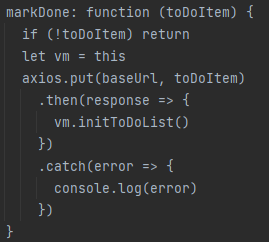 markDone: function (toDoItem) {
  if (!toDoItem) return
  let vm = this
  axios.put(baseUrl, toDoItem)
    .then(response => {
      vm.initToDoList()
    })
    .catch(error => {
      console.log(error)
    })
}